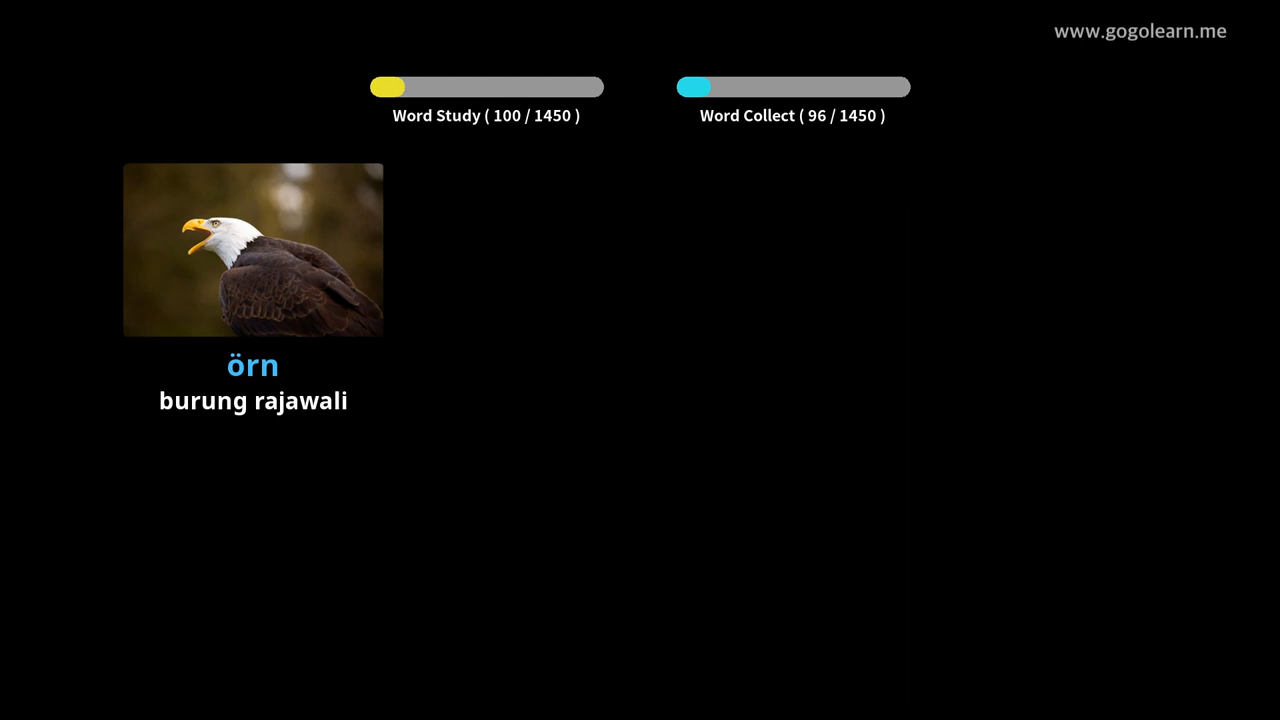 www.gogolearn.me
Word Study ( 100 / 1450 )
Word Collect ( 96 / 1450 )
örn
burung rajawali